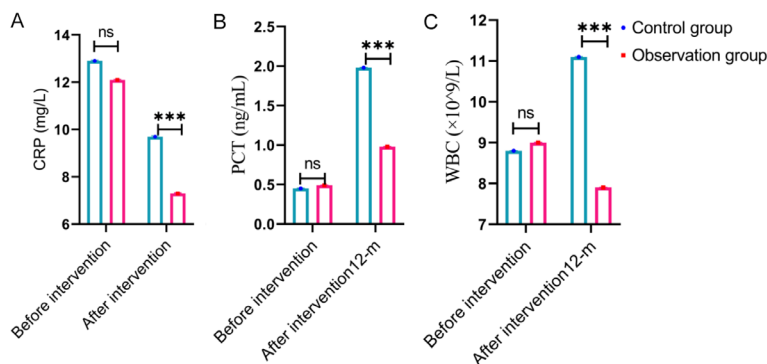 A
CRP (mg/L)
14
12
10
8
6
ns
***
Before intervention
After intervention
B
PCT (ng/mL)
2.5
2.0
1.5
1.0
0.5
0.0
ns
***
Before intervention
After intervention12-m
C
WBC (×10^9/L)
12
11
10
9
8
7
ns
***
Before intervention
After intervention12-m
Control group
Observation group